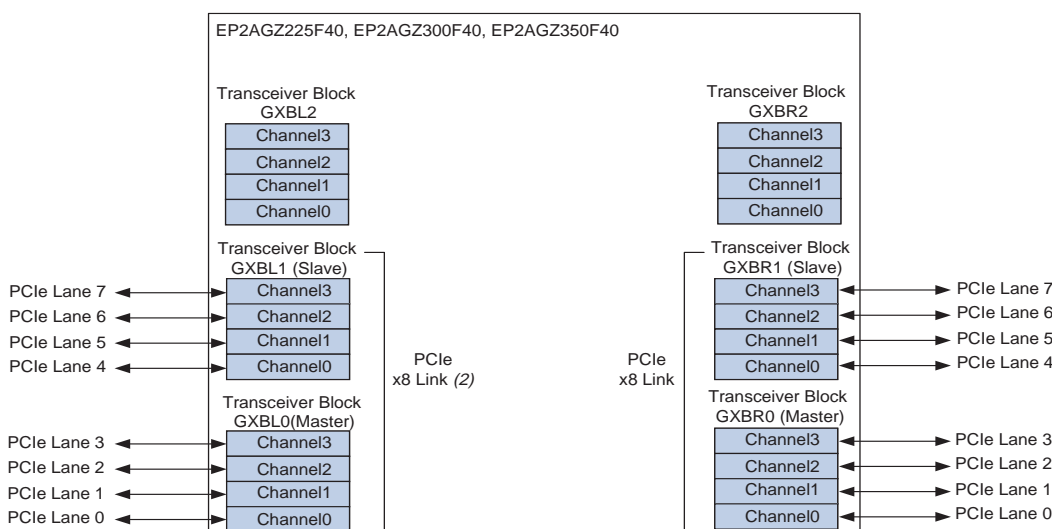 EP2AGZ225F40, EP2AGZ300F40, EP2AGZ350F40
Transceiver Block
GXBL2
Channel3
Channel2
Channel1
Channel0
Transceiver Block
GXBR2
Channel3
Channel2
Channel1
Channel0
Transceiver Block
GXBL1 (Slave)
PCIe Lane 7
Channel3
PCIe Lane 6
Channel2
PCIe Lane 5
Channel1
PCIe Lane 4
Channel0
PCIe
x8 Link (2)
Transceiver Block
GXBR1 (Slave)
Channel3
PCIe Lane 7
Channel2
PCIe Lane 6
Channel1
PCIe Lane 5
Channel0
PCIe Lane 4
PCIe
x8 Link
Transceiver Block
GXBL0(Master)
PCIe Lane 3
Channel3
PCIe Lane 2
Channel2
PCIe Lane 1
Channel1
PCIe Lane 0
Channel0
Transceiver Block
GXBR0 (Master)
Channel3
PCIe Lane 3
Channel2
PCIe Lane 2
Channel1
PCIe Lane 1
Channel0
PCIe Lane 0